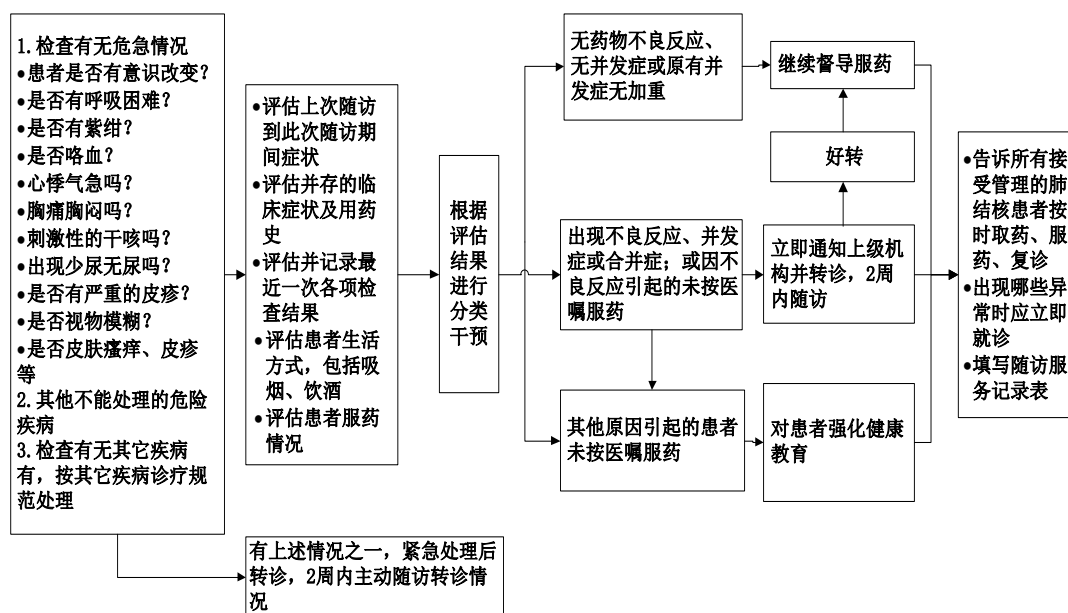 1.检查有无危急情况
•患者是否有意识改变？
•是否有呼吸困难？
•是否有紫绀？
•是否咯血？
•心悸气急吗？
•胸痛胸闷吗？
•刺激性的干咳吗？
•出现少尿无尿吗？
•是否有严重的皮疹？
•是否视物模糊？
•是否皮肤瘙痒、皮疹
等
2.其他不能处理的危险
疾病
3.检查有无其它疾病
有，按其它疾病诊疗规
范处理
•评估上次随访
到此次随访期
间症状
•评估并存的临
床症状及用药
史
•评估并记录最
近一次各项检
查结果
•评估患者生活
方式，包括吸
烟、饮酒
•评估患者服药
情况
有上述情况之一，紧急处理后
转诊，2周内主动随访转诊情
况
根据
评估
结果
进行
分类
干预
无药物不良反应、
无并发症或原有并
发症无加重
继续督导服药
好转
出现不良反应、并发
症或合并症；或因不
良反应引起的未按医
嘱服药
立即通知上级机
构并转诊，2周
内随访
其他原因引起的患者
未按医嘱服药
对患者强化健康
教育
•告诉所有接
受管理的肺
结核患者按
时取药、服
药、复诊
•出现哪些异
常时应立即
就诊
•填写随访服
务记录表